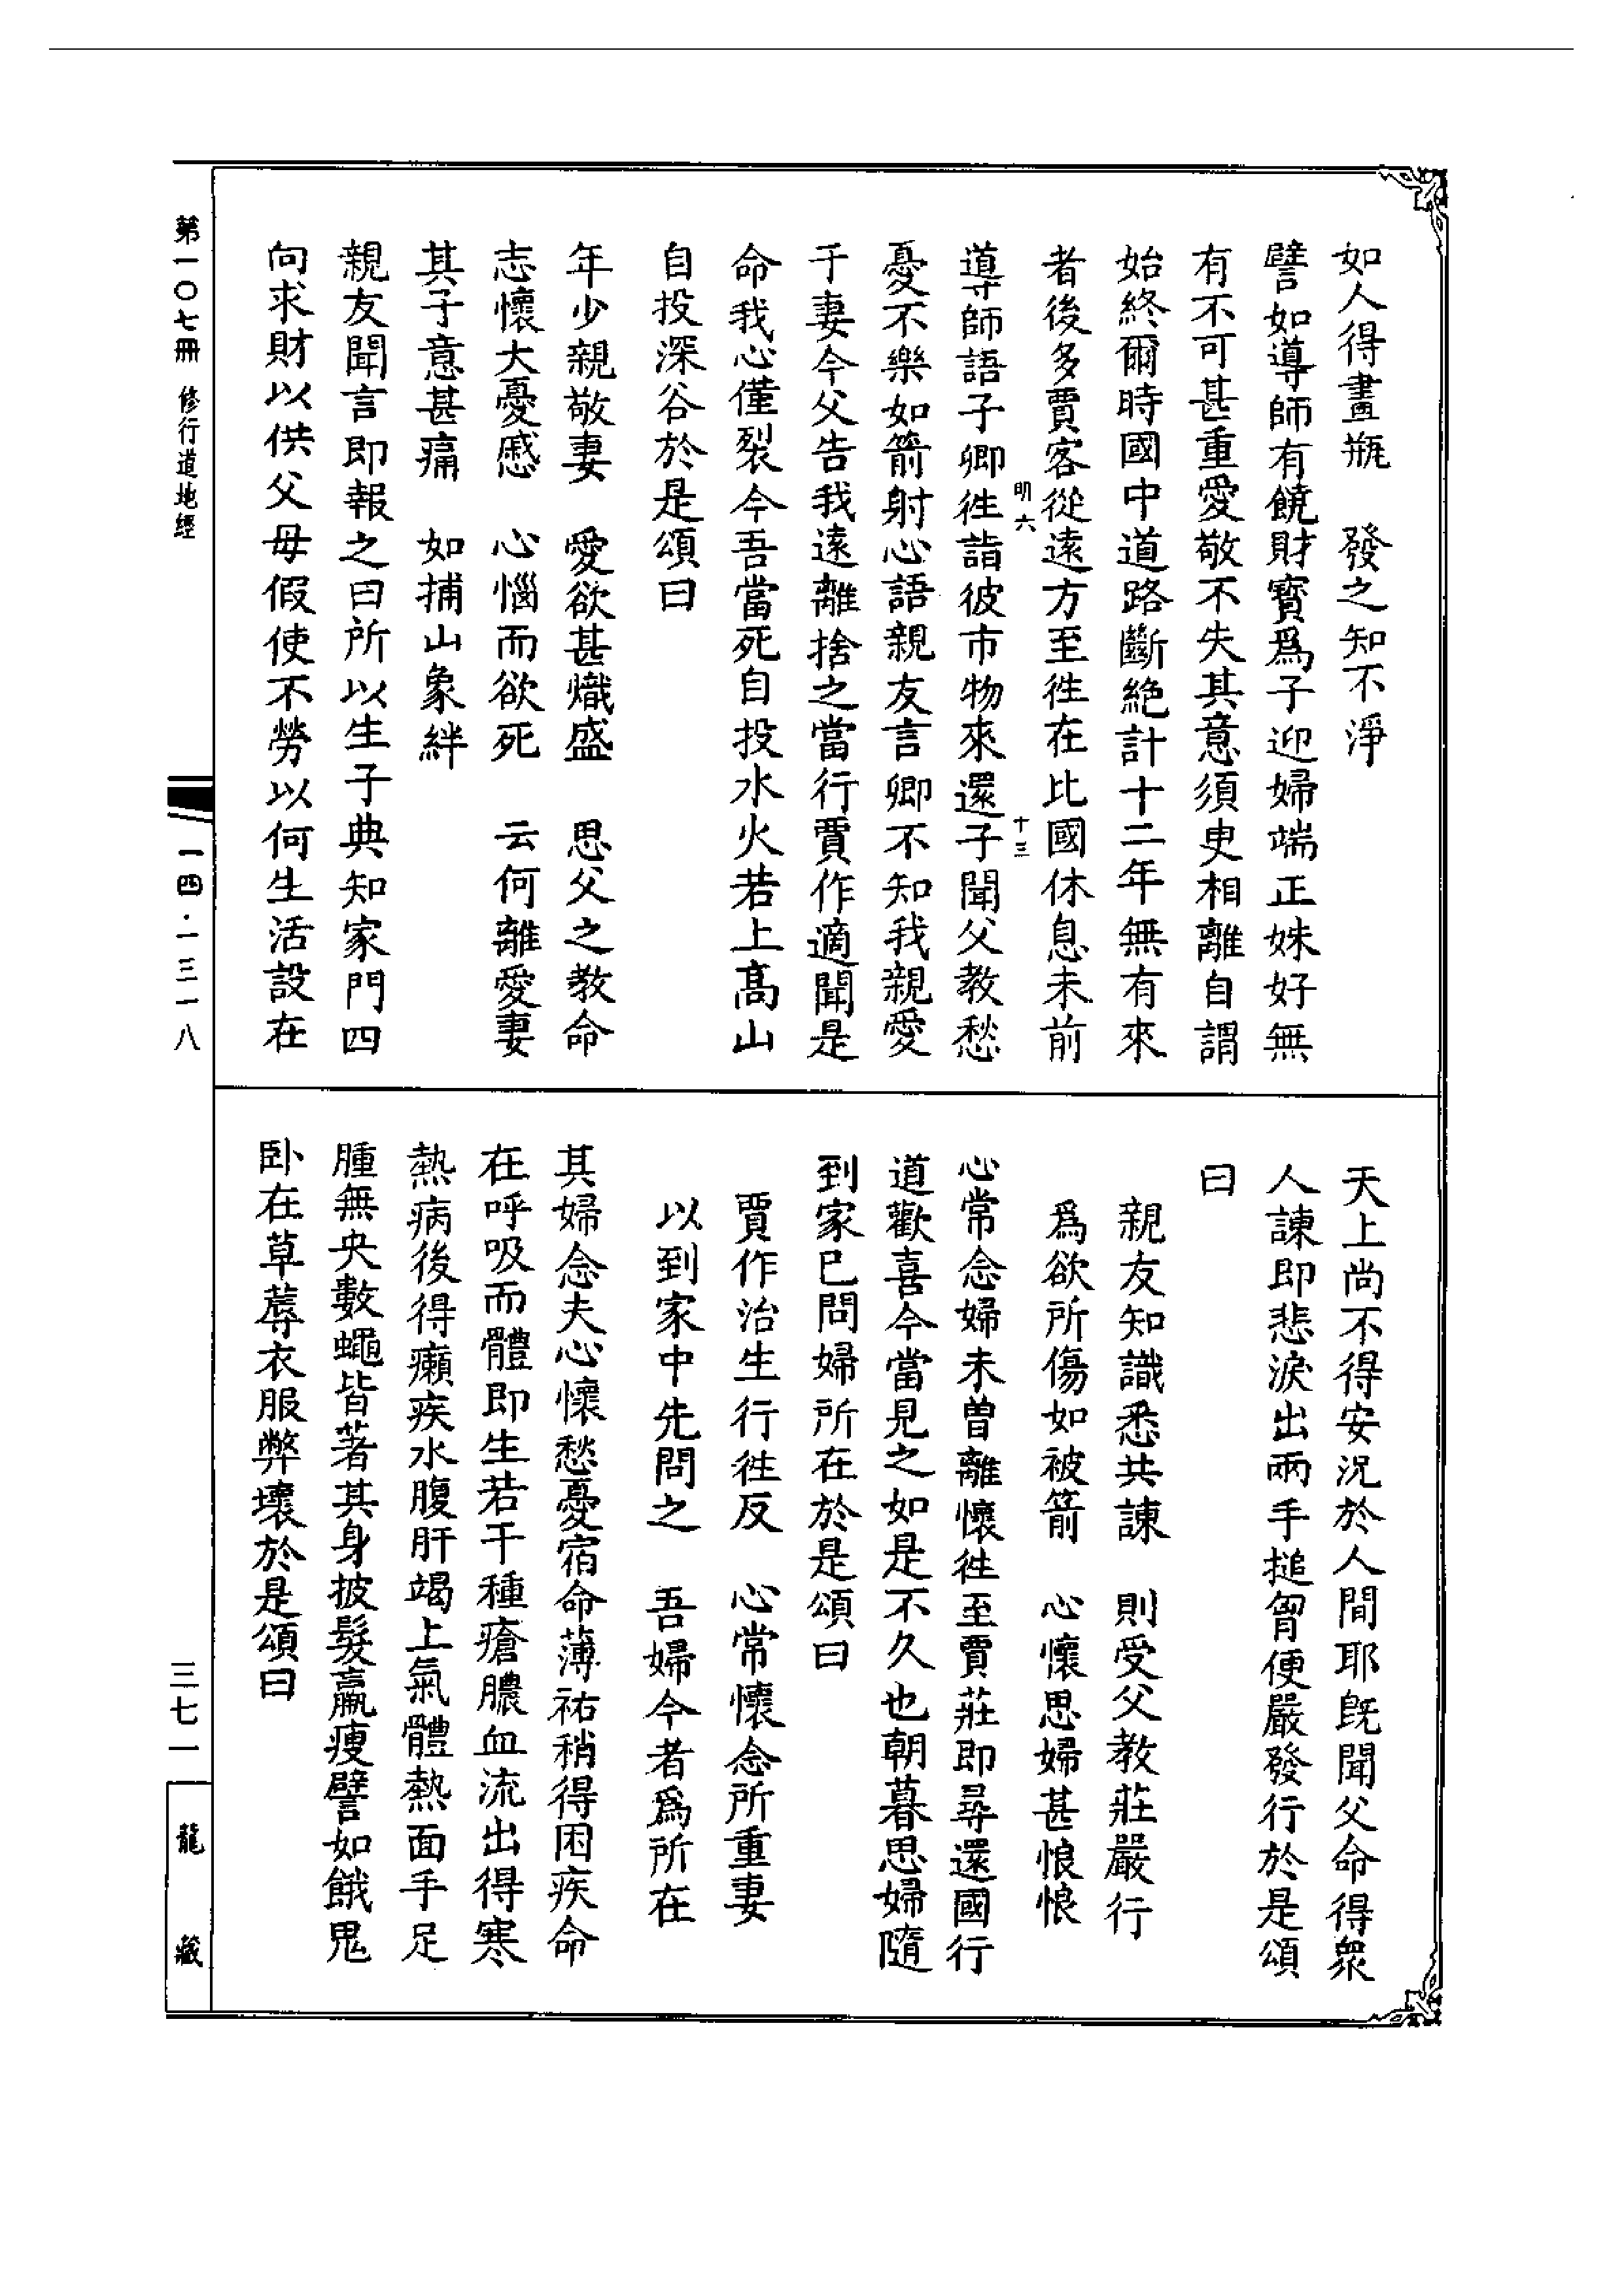 如人得畫瓶　發之知不淨
譬如導師有饒財寶爲子迎婦端正姝好無
有不可甚重愛敬不失其意須臾相離自謂
始終爾時國中道路斷絕計十二年無有來
者後多賈客從遠方至徃在比國休息未前
明六
十三
導師語子卿徃詣彼市物來還子聞父教愁
憂不樂如箭射心語親友言卿不知我親愛
于妻今父告我遠離捨之當行賈作適聞是
命我心僅裂今吾當死自投水火若上高山
自投深谷於是頌曰
年少親敬妻　愛欲甚熾盛　思父之教命
志懷大憂慼　心惱而欲死　云何離愛妻
其子意甚痛　如捕山象絆
親友聞言即報之曰所以生子典知家門四
向求財以供父母假使不勞以何生活設在
天上尚不得安況於人間耶旣聞父命得眾
人諫即悲淚出兩手搥胷便嚴發行於是頌
曰
親友知識悉共諫　則受父教莊嚴行
爲欲所傷如被箭　心懷思婦甚悢悢
心常念婦未曾離懷徃至賈莊即尋還國行
道歡喜今當見之如是不久也朝暮思婦隨
到家已問婦所在於是頌曰
賈作治生行徃反　心常懷念所重妻
以到家中先問之　吾婦今者爲所在
其婦念夫心懷愁憂宿命薄祐稍得困疾命
在呼吸而體即生若干種瘡膿血流出得寒
熱病後得癩疾水腹肝竭上氣體熱面手足
腫無央數蠅皆著其身披髮羸瘦譬如餓鬼
卧在草蓐衣服弊壞於是頌曰
第一〇七冊　修行道地經
一四·一三一八
三七一
龍藏